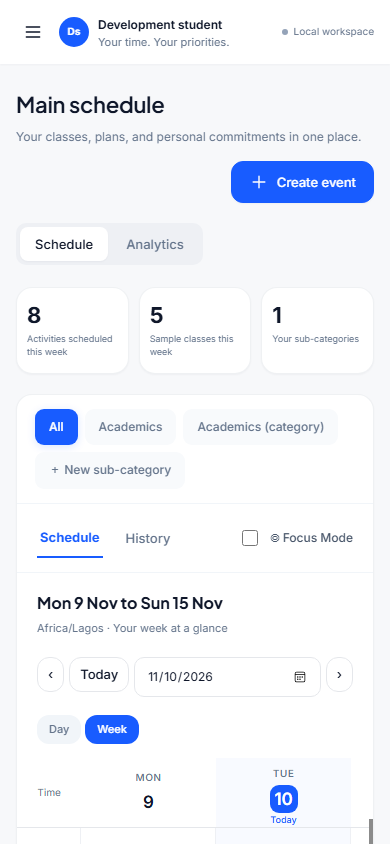 Ds
Development student
Your time. Your priorities.
Local workspace
Main schedule
Your classes, plans, and personal commitments in one place.
+ Create event
Schedule
Analytics
8
Activities scheduled
this week
5
Sample classes this
week
1
Your sub-categories
All
Academics
Academics (category)
+ New sub-category
Schedule
History
Focus Mode
Mon 9 Nov to Sun 15 Nov
Africa/Lagos · Your week at a glance
‹
Today
11/10/2026
›
Day
Week
Time
MON
9
TUE
10
Today